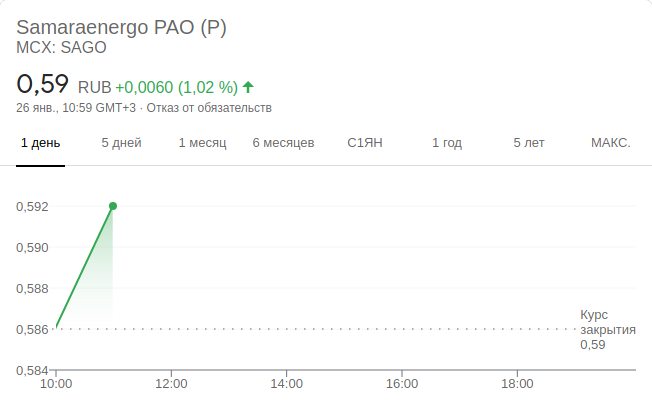 Samaraenergo PAO (P)
MCX: SAGO
0,59 RUB +0,0060 (1,02 %)
26 янв., 10:59 GMT+3 · Отказ от обязательств
1 день 5 дней 1 месяц 6 месяцев С1ЯН 1 год 5 лет МАКС.
0,592
0,590
0,588
0,586
0,584
Курс
закрытия
0,59
10:00 12:00 14:00 16:00 18:00